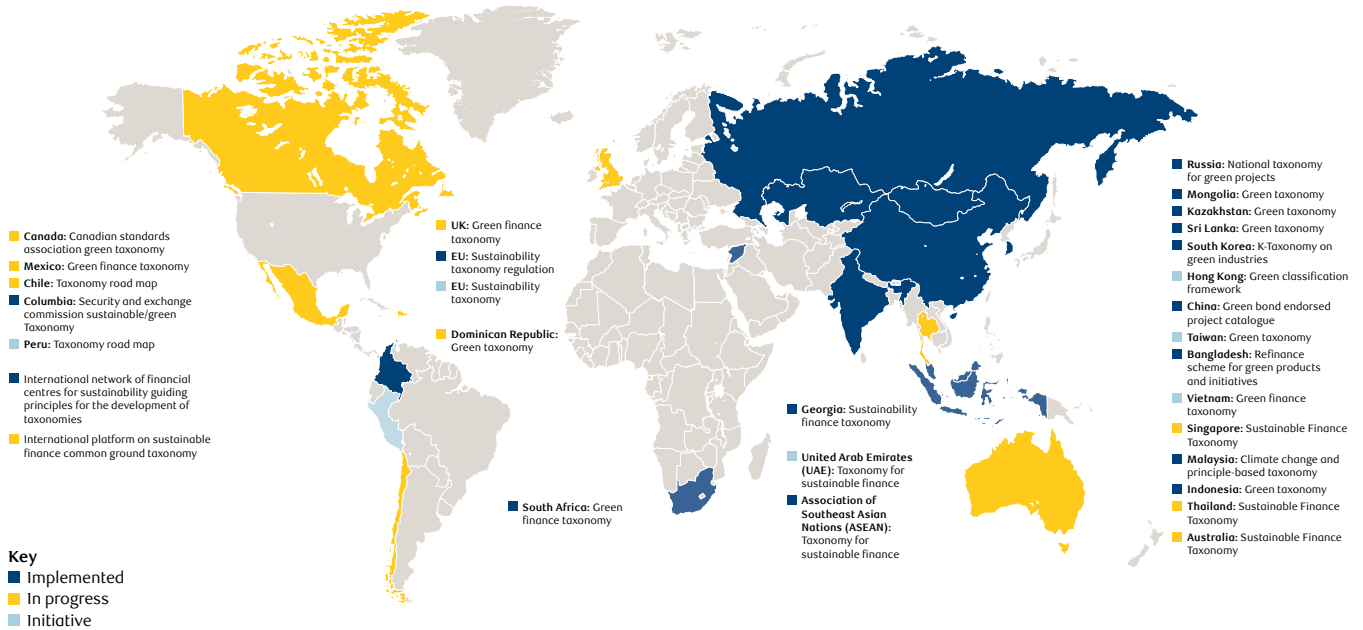 Canada: Canadian standards
association green taxonomy
Mexico: Green finance taxonomy
Chile: Taxonomy road map
Columbia: Security and exchange
commission sustainable/green
Taxonomy
Peru: Taxonomy road map
International network of financial
centres for sustainability guiding
principles for the development of
taxonomies
International platform on sustainable
finance common ground taxonomy
Key
Implemented
In progress
Initiative
UK: Green finance
taxonomy
EU: Sustainability
taxonomy regulation
EU: Sustainability
taxonomy
Dominican Republic:
Green taxonomy
South Africa: Green
finance taxonomy
Georgia: Sustainability
finance taxonomy
United Arab Emirates
(UAE): Taxonomy for
sustainable finance
Association of
Southeast Asian
Nations (ASEAN):
Taxonomy for
sustainable finance
Russia: National taxonomy
for green projects
Mongolia: Green taxonomy
Kazakhstan: Green taxonomy
Sri Lanka: Green taxonomy
South Korea: K-Taxonomy on
green industries
Hong Kong: Green classification
framework
China: Green bond endorsed
project catalogue
Taiwan: Green taxonomy
Bangladesh: Refinance
scheme for green products
and initiatives
Vietnam: Green finance
taxonomy
Singapore: Sustainable Finance
Taxonomy
Malaysia: Climate change and
principle-based taxonomy
Indonesia: Green taxonomy
Thailand: Sustainable Finance
Taxonomy
Australia: Sustainable Finance
Taxonomy